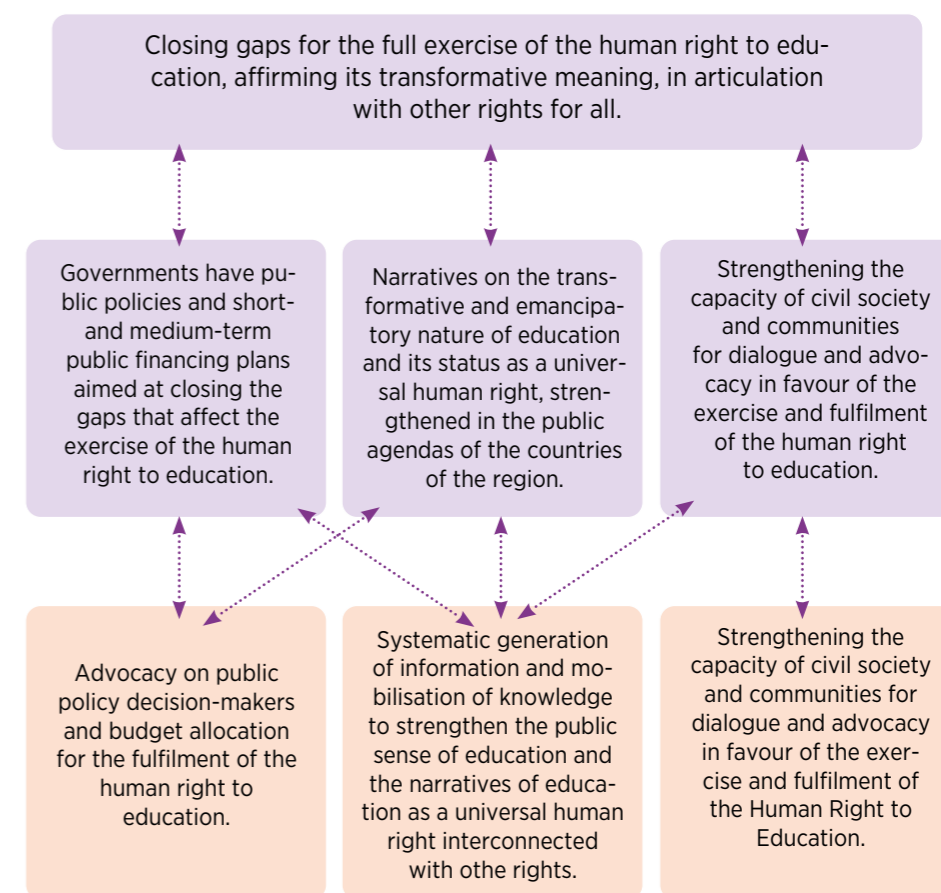 Closing gaps for the full exercise of the human right to edu-
cation, affirming its transformative meaning, in articulation
with other rights for all.
Governments have pu-
blic policies and short-
and medium-term
public financing plans
aimed at closing the
gaps that affect the
exercise of the human
right to education.
Narratives on the trans-
formative and emancipa-
tory nature of education
and its status as a univer-
sal human right, stren-
gthened in the public
agendas of the countries
of the region.
Strengthening the
capacity of civil society
and communities
for dialogue and advo-
cacy in favour of the
exercise and fulfilment
of the human right
to education.
Advocacy on public
policy decision-makers
and budget allocation
for the fulfilment of the
human right to
education.
Systematic generation
of information and mo-
bilisation of knowledge
to strengthen the public
sense of education and
the narratives of educa-
tion as a universal human
right interconnected
with othe rights.
Strengthening the
capacity of civil society
and communities for
dialogue and advocacy
in favour of the exer-
cise and fulfilment of
the Human Right to
Education.